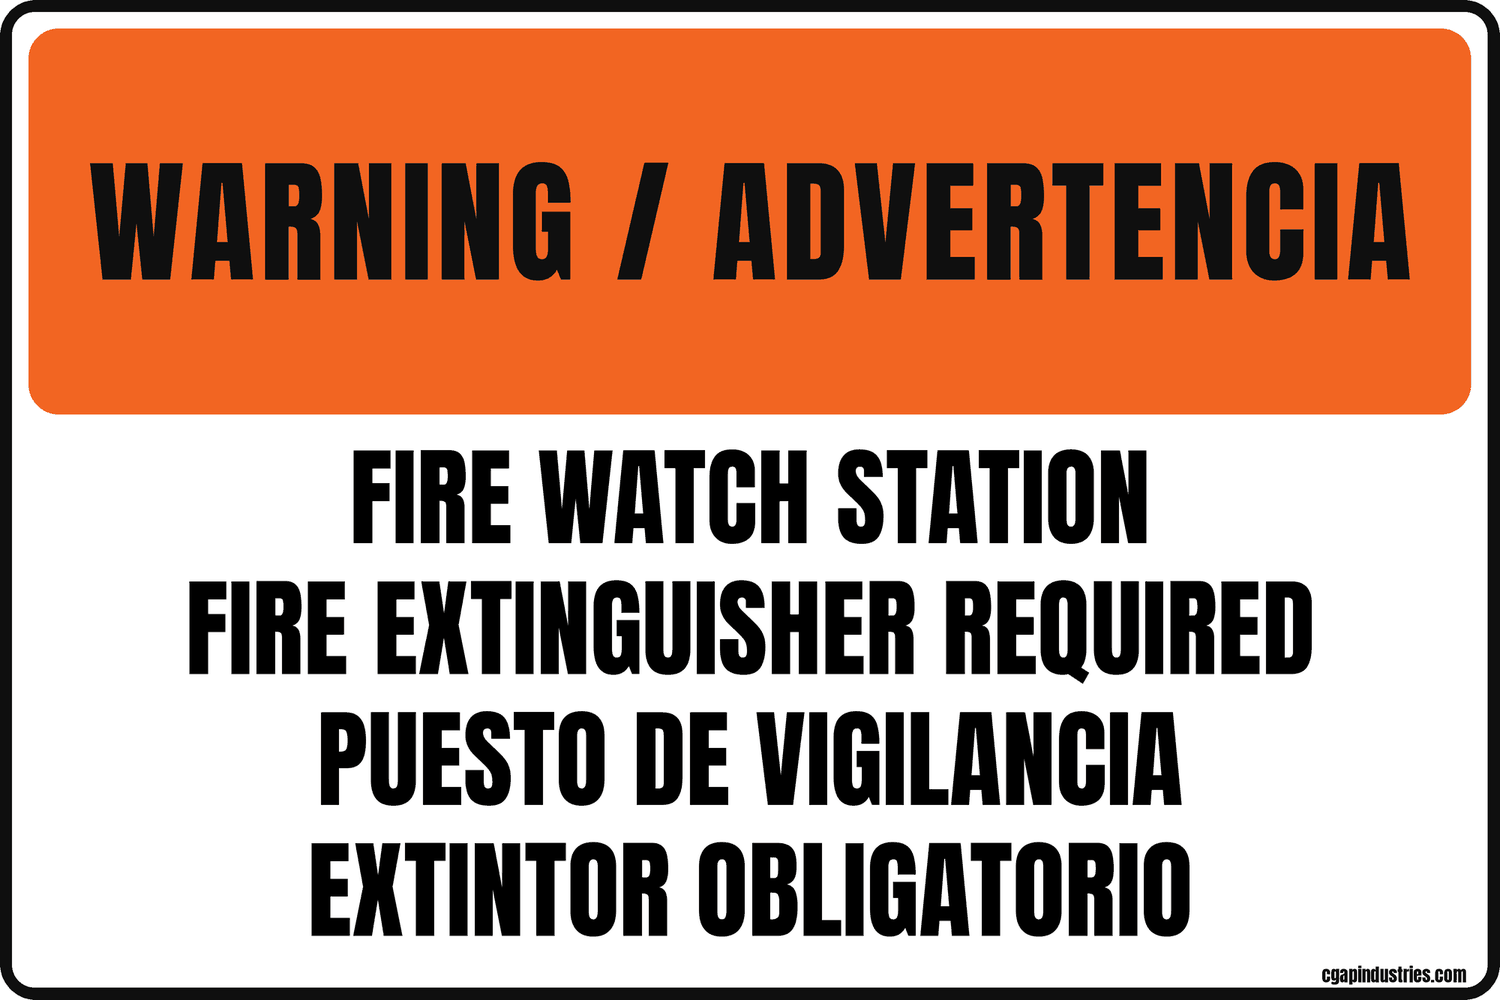 WARNING / ADVERTENCIA
FIRE WATCH STATION
FIRE EXTINGUISHER REQUIRED
PUESTO DE VIGILANCIA
EXTINTOR OBLIGATORIO
cgapindustries.com